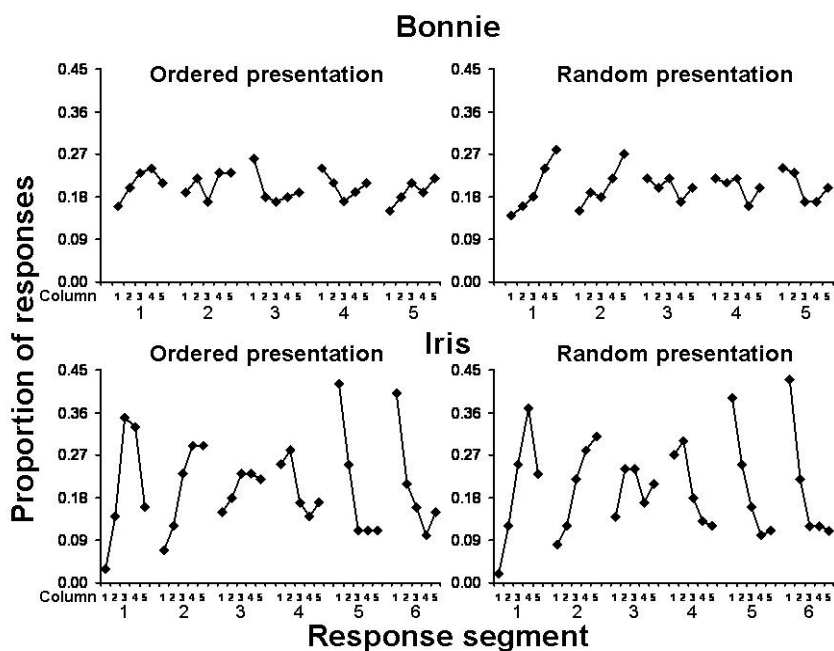 Bonnie
Ordered presentation
Random presentation
0.45
0.36
0.27
0.18
0.09
0.00
0.45
0.36
0.27
0.18
0.09
0.00
Column 1 2 3 4 5 1 2 3 4 5 1 2 3 4 5 1 2 3 4 5 1 2 3 4 5
1 2 3 4 5
1 2 3 4 5 1 2 3 4 5 1 2 3 4 5 1 2 3 4 5 1 2 3 4 5
1 2 3 4 5
Proportion of responses
Iris
Ordered presentation
Random presentation
0.45
0.36
0.27
0.18
0.09
0.00
0.45
0.36
0.27
0.18
0.09
0.00
Column 1 2 3 4 5 1 2 3 4 5 1 2 3 4 5 1 2 3 4 5 1 2 3 4 5 1 2 3 4 5
1 2 3 4 5 6
1 2 3 4 5 1 2 3 4 5 1 2 3 4 5 1 2 3 4 5 1 2 3 4 5 1 2 3 4 5
1 2 3 4 5 6
Response segment